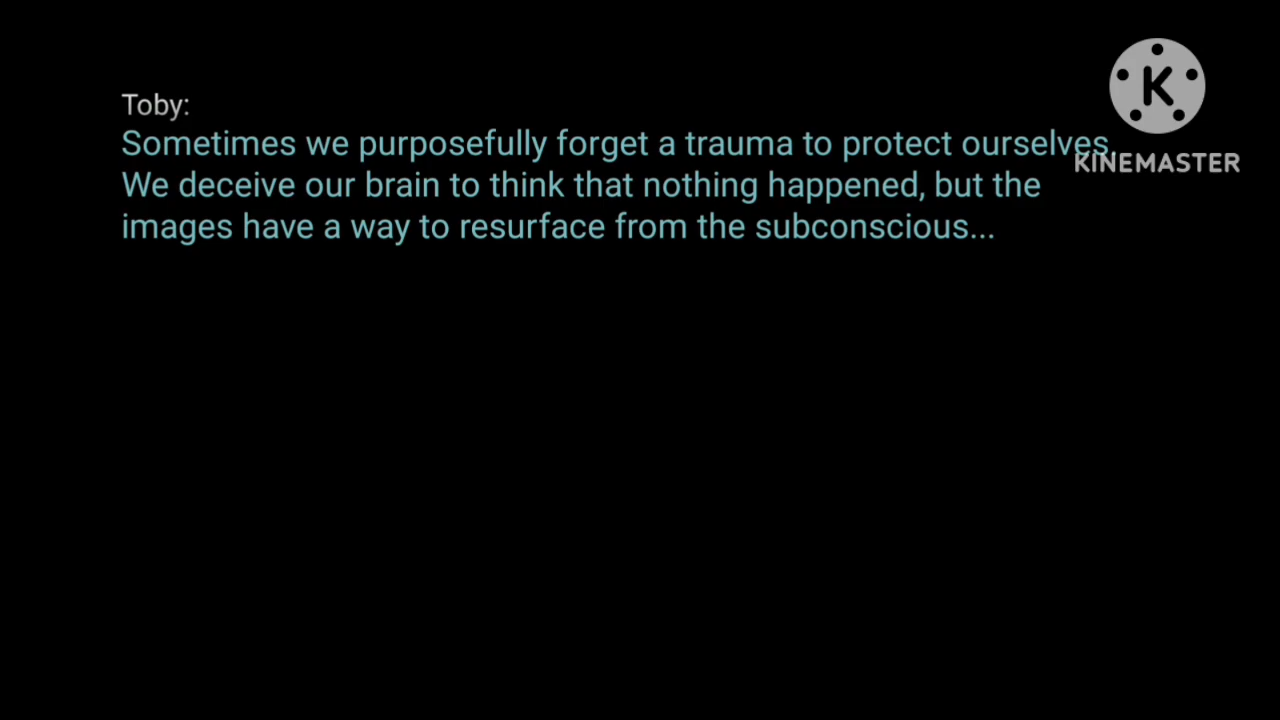 Toby:
Sometimes we purposefully forget a trauma to protect ourselves.
We deceive our brain to think that nothing happened, but the
images have a way to resurface from the subconscious...
K
KINEMASTER